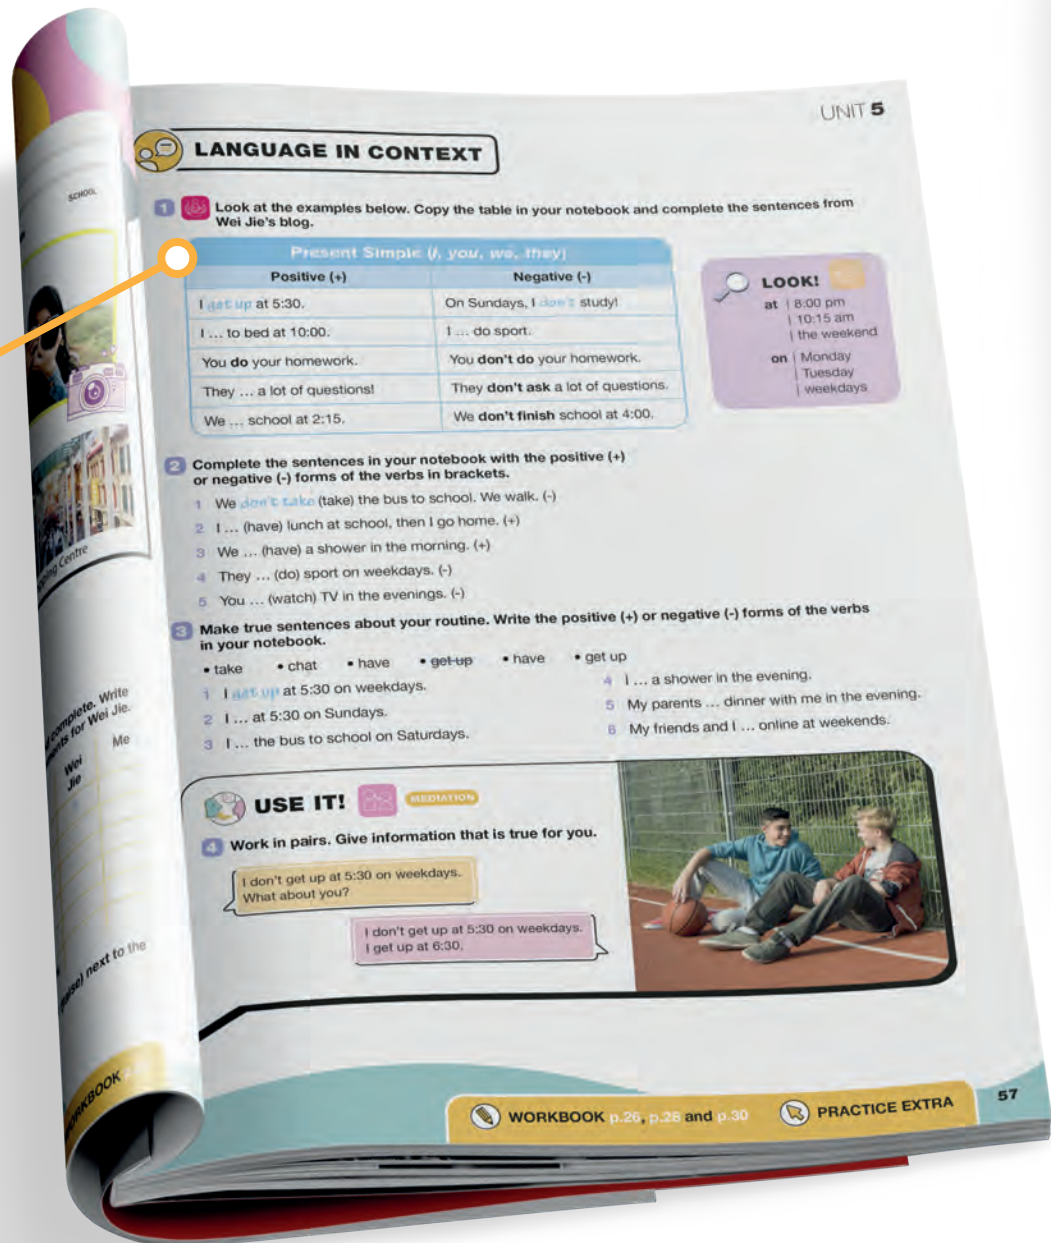 UNIT 5
LANGUAGE IN CONTEXT
SCHOOL
1 Look at the examples below. Copy the table in your notebook and complete the sentences from
Wei Jie's blog.
Present Simple (I, you, we, they)
Positive (+) Negative (-)
I get up at 5:30. On Sundays, I don't study!
I ... to bed at 10:00. I ... do sport.
You do your homework. You don't do your homework.
They ... a lot of questions! They don't ask a lot of questions.
We ... school at 2:15. We don't finish school at 4:00.
LOOK!
at 8:00 pm
10:15 am
the weekend
on Monday
Tuesday
weekdays
2 Complete the sentences in your notebook with the positive (+)
or negative (-) forms of the verbs in brackets.
1 We don't take (take) the bus to school. We walk. (-)
2 I ... (have) lunch at school, then I go home. (+)
3 We ... (have) a shower in the morning. (+)
4 They ... (do) sport on weekdays. (-)
5 You ... (watch) TV in the evenings. (-)
3 Make true sentences about your routine. Write the positive (+) or negative (-) forms of the verbs
in your notebook.
• take • chat • have • get up • have • get up
1 I get up at 5:30 on weekdays.
2 I ... at 5:30 on Sundays.
3 I ... the bus to school on Saturdays.
4 I ... a shower in the evening.
5 My parents ... dinner with me in the evening.
6 My friends and I ... online at weekends.
USE IT! MEDIATION
4 Work in pairs. Give information that is true for you.
I don't get up at 5:30 on weekdays.
What about you?
I don't get up at 5:30 on weekdays.
I get up at 6:30.
WORKBOOK p.26, p.28 and p.30 PRACTICE EXTRA 57
Centre
complete. Write
for Wei Jie.
Wei
Jie
Me
next to the
WORKBOOK